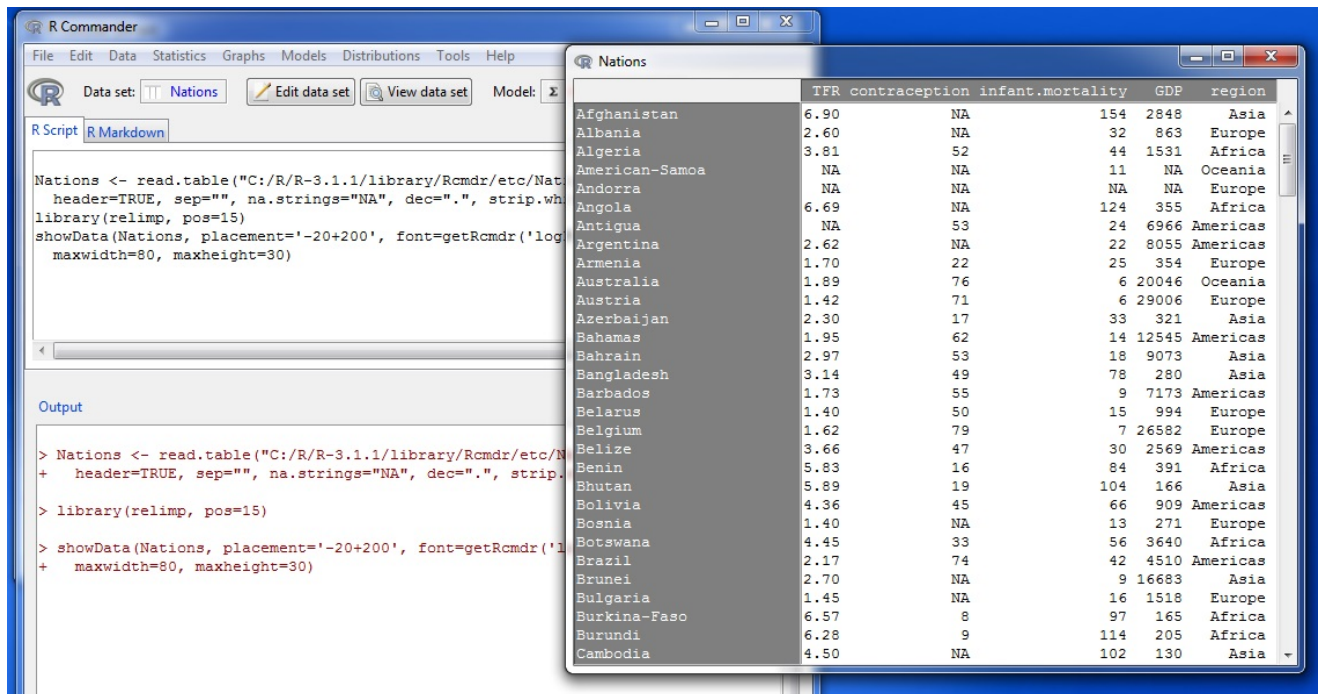 R Commander
File Edit Data Statistics Graphs Models Distributions Tools Help
Data set: Nations Edit data set View data set Model: Σ
R Script R Markdown
Nations <- read.table("C:/R/R-3.1.1/library/Rcmdr/etc/Nat
header=TRUE, sep="", na.strings="NA", dec=".", strip.wh
library(relimp, pos=15)
showData(Nations, placement='-20+200', font=getRcmdr('log
maxwidth=80, maxheight=30)
Output
> Nations <- read.table("C:/R/R-3.1.1/library/Rcmdr/etc/N
+ header=TRUE, sep="", na.strings="NA", dec=".", strip.
> library(relimp, pos=15)
> showData(Nations, placement='-20+200', font=getRcmdr('l
+ maxwidth=80, maxheight=30)
Nations
TFR contraception infant.mortality GDP region
Afghanistan 6.90 NA 154 2848 Asia
Albania 2.60 NA 32 863 Europe
Algeria 3.81 52 44 1531 Africa
American-Samoa NA NA 11 NA Oceania
Andorra NA NA NA NA Europe
Angola 6.69 NA 124 355 Africa
Antigua NA 53 24 6966 Americas
Argentina 2.62 NA 22 8055 Americas
Armenia 1.70 22 25 354 Europe
Australia 1.89 76 6 20046 Oceania
Austria 1.42 71 6 29006 Europe
Azerbaijan 2.30 17 33 321 Asia
Bahamas 1.95 62 14 12545 Americas
Bahrain 2.97 53 18 9073 Asia
Bangladesh 3.14 49 78 280 Asia
Barbados 1.73 55 9 7173 Americas
Belarus 1.40 50 15 994 Europe
Belgium 1.62 79 7 26582 Europe
Belize 3.66 47 30 2569 Americas
Benin 5.83 16 84 391 Africa
Bhutan 5.89 19 104 166 Asia
Bolivia 4.36 45 66 909 Americas
Bosnia 1.40 NA 13 271 Europe
Botswana 4.45 33 56 3640 Africa
Brazil 2.17 74 42 4510 Americas
Brunei 2.70 NA 9 16683 Asia
Bulgaria 1.45 NA 16 1518 Europe
Burkina-Faso 6.57 8 97 165 Africa
Burundi 6.28 9 114 205 Africa
Cambodia 4.50 NA 102 130 Asia